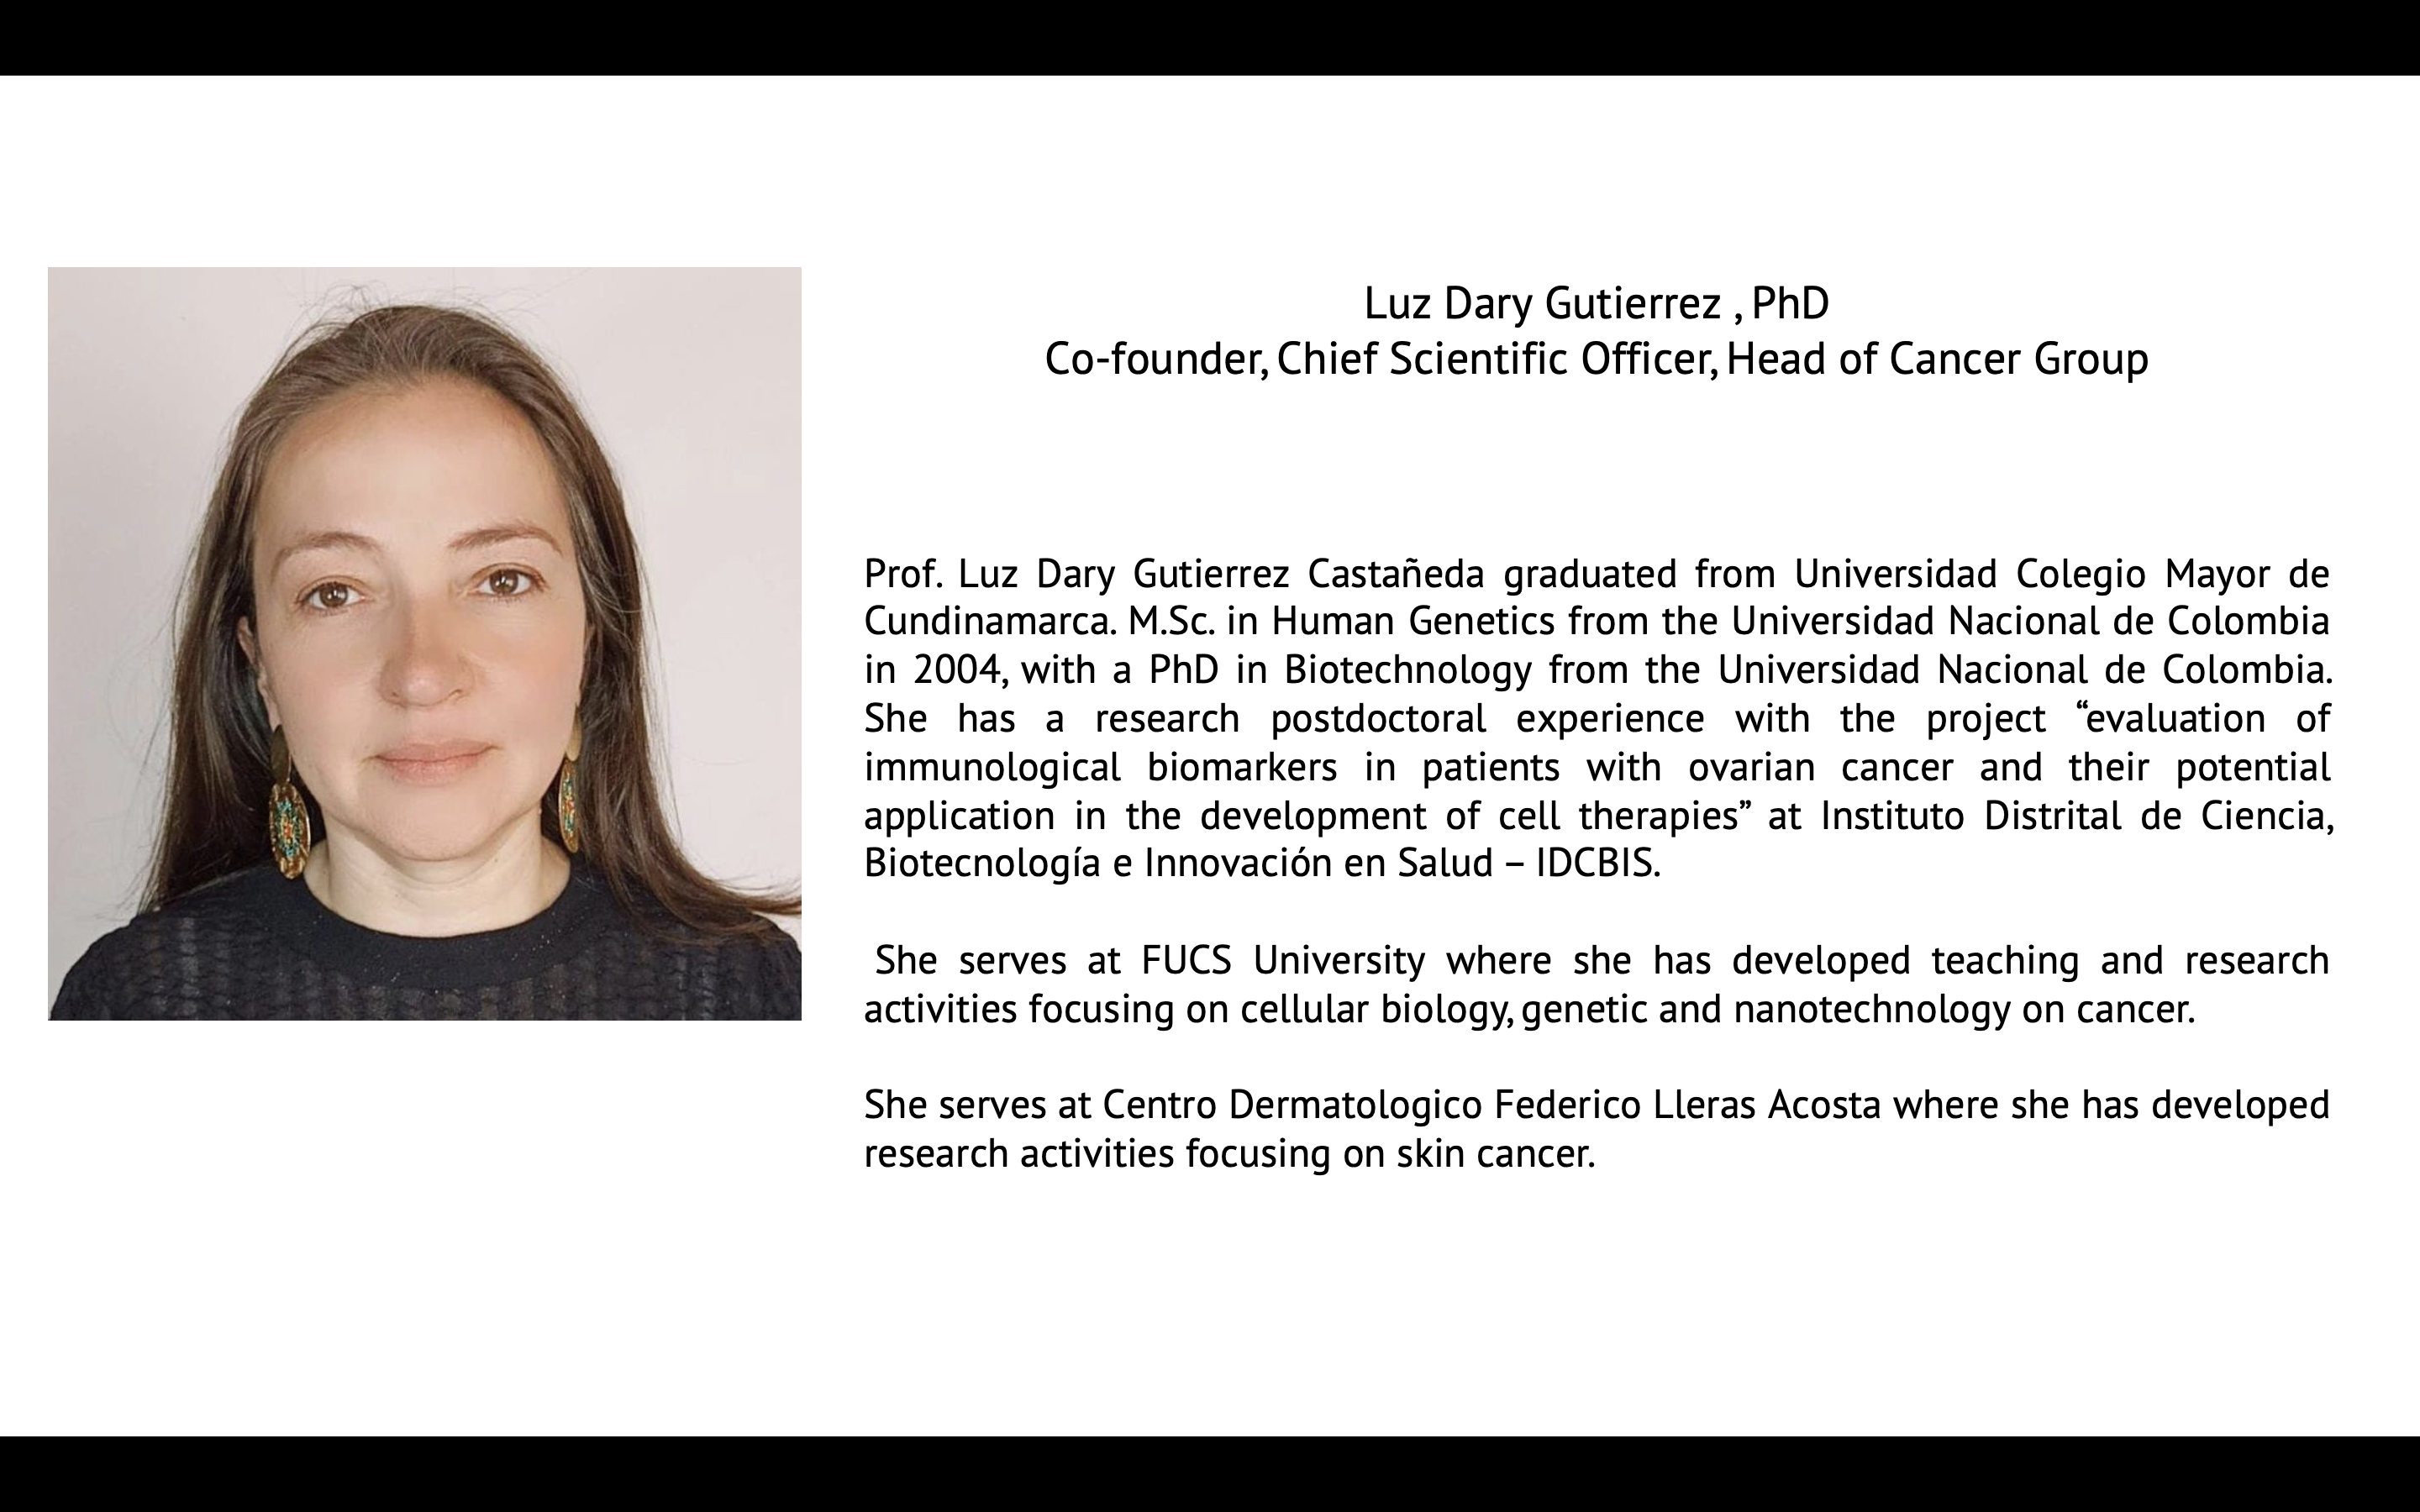 Luz Dary Gutierrez , PhD
Co-founder, Chief Scientific Officer, Head of Cancer Group
Prof. Luz Dary Gutierrez Castañeda graduated from Universidad Colegio Mayor de
Cundinamarca. M.Sc. in Human Genetics from the Universidad Nacional de Colombia
in 2004, with a PhD in Biotechnology from the Universidad Nacional de Colombia.
She has a research postdoctoral experience with the project “evaluation of
immunological biomarkers in patients with ovarian cancer and their potential
application in the development of cell therapies” at Instituto Distrital de Ciencia,
Biotecnología e Innovación en Salud – IDCBIS.
She serves at FUCS University where she has developed teaching and research
activities focusing on cellular biology, genetic and nanotechnology on cancer.
She serves at Centro Dermatologico Federico Lleras Acosta where she has developed
research activities focusing on skin cancer.